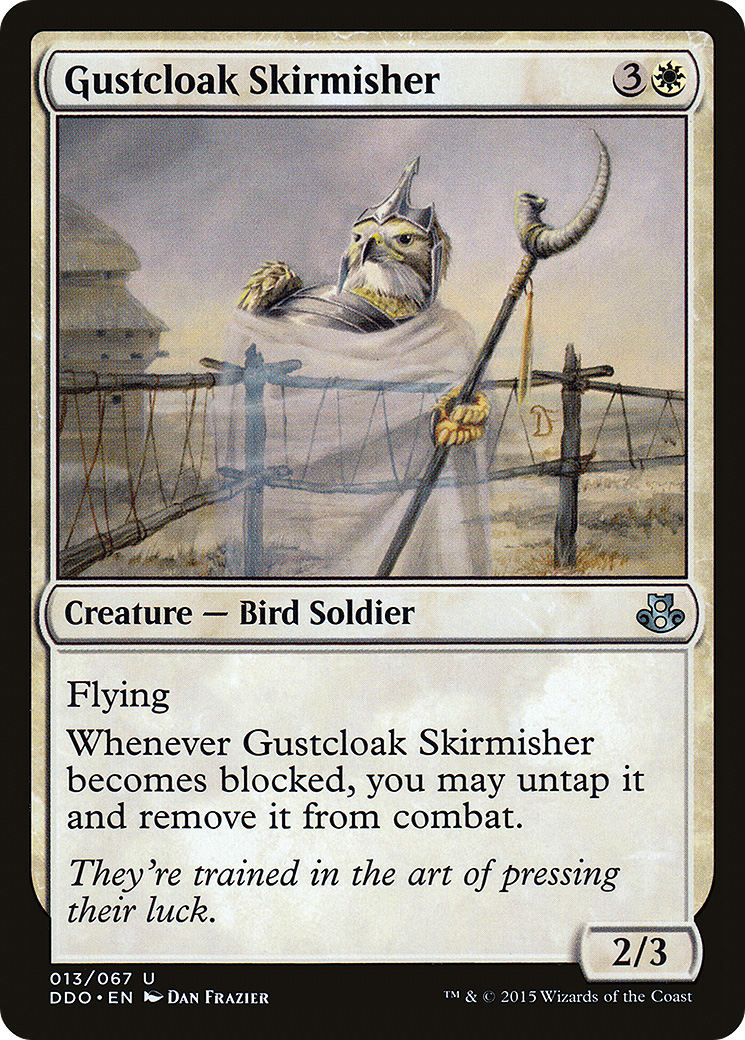 Gustcloak Skirmisher 3
Creature — Bird Soldier
Flying
Whenever Gustcloak Skirmisher
becomes blocked, you may untap it
and remove it from combat.
They're trained in the art of pressing
their luck.
2/3
013/067 U
DDO • EN Dan Frazier ™ & © 2015 Wizards of the Coast